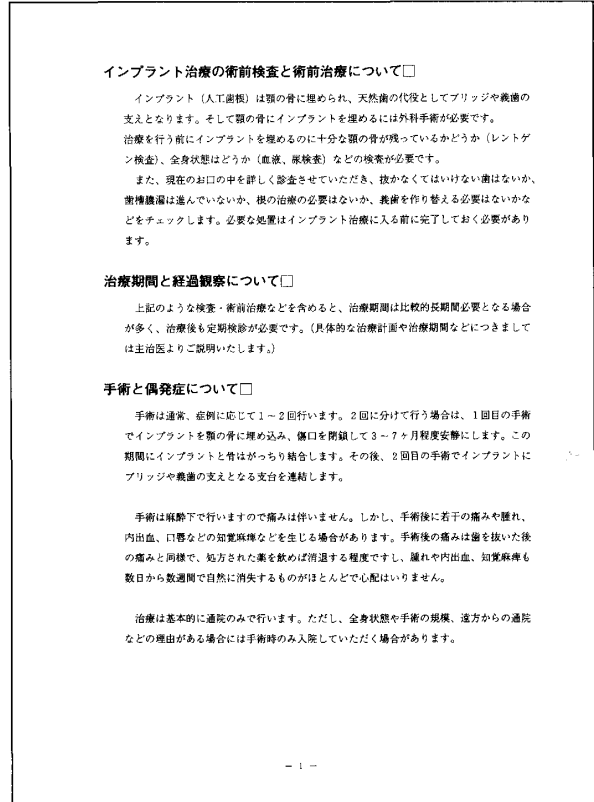 インプラント治療の術前検査と術前治療について□
インプラント（人工歯根）は顎の骨に埋められ、天然歯の代役としてブリッジや義歯の
支えとなります。そして顎の骨にインプラントを埋めるには外科手術が必要です。
治療を行う前にインプラントを埋めるのに十分な顎の骨が残っているかどうか（レントゲ
ン検査）、全身状態はどうか（血液、尿検査）などの検査が必要です。
また、現在のお口の中を詳しく診査させていただき、抜かなくてはいけない歯はないか、
歯槽膿漏は進んでいないか、根の治療の必要はないか、義歯を作り替える必要はないかな
どをチェックします。必要な処置はインプラント治療に入る前に完了しておく必要があり
ます。
治療期間と経過観察について□
上記のような検査・術前治療などを含めると、治療期間は比較的長期間必要となる場合
が多く、治療後も定期検診が必要です。（具体的な治療計画や治療期間などにつきまして
は主治医よりご説明いたします。）
手術と偶発症について□
手術は通常、症例に応じて１～２回行います。２回に分けて行う場合は、１回目の手術
でインプラントを顎の骨に埋め込み、傷口を閉鎖して３～７ヶ月程度安静にします。この
期間にインプラントと骨はがっちり結合します。その後、２回目の手術でインプラントに
ブリッジや義歯の支えとなる支台を連結します。
手術は麻酔下で行いますので痛みは伴いません。しかし、手術後に若干の痛みや腫れ、
内出血、口唇などの知覚麻痺などを生じる場合があります。手術後の痛みは歯を抜いた後
の痛みと同様で、処方された薬を飲めば消退する程度ですし、腫れや内出血、知覚麻痺も
数日から数週間で自然に消失するものがほとんどで心配はいりません。
治療は基本的に通院のみで行います。ただし、全身状態や手術の規模、遠方からの通院
などの理由がある場合には手術時のみ入院していただく場合があります。
－ 1 －